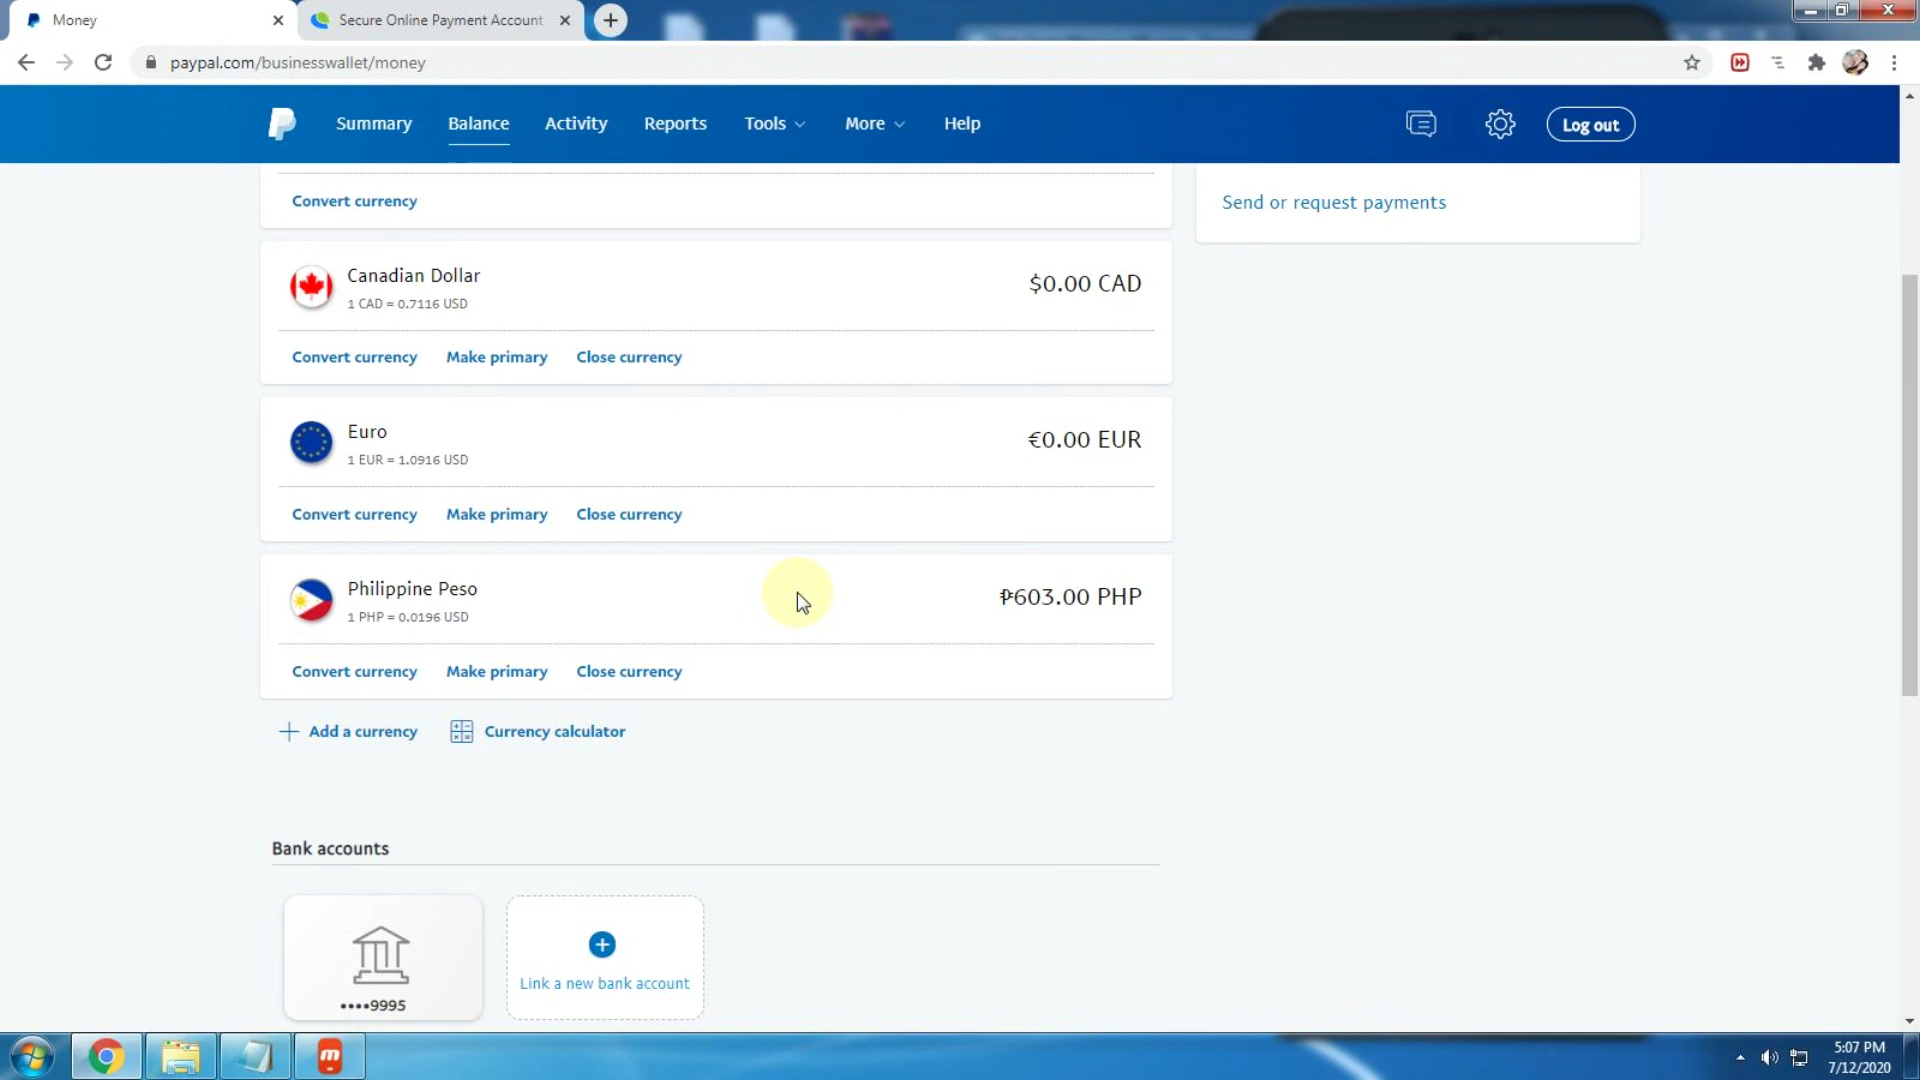 Money
Secure Online Payment Account
paypal.com/businesswallet/money
Summary Balance Activity Reports Tools More Help Log out
Convert currency
Send or request payments
Canadian Dollar
$0.00 CAD
1 CAD = 0.7116 USD
Convert currency Make primary Close currency
Euro
€0.00 EUR
1 EUR = 1.0916 USD
Convert currency Make primary Close currency
Philippine Peso
₱603.00 PHP
1 PHP = 0.0196 USD
Convert currency Make primary Close currency
Add a currency Currency calculator
Bank accounts
Link a new bank account
••••9995
5:07 PM
7/12/2020